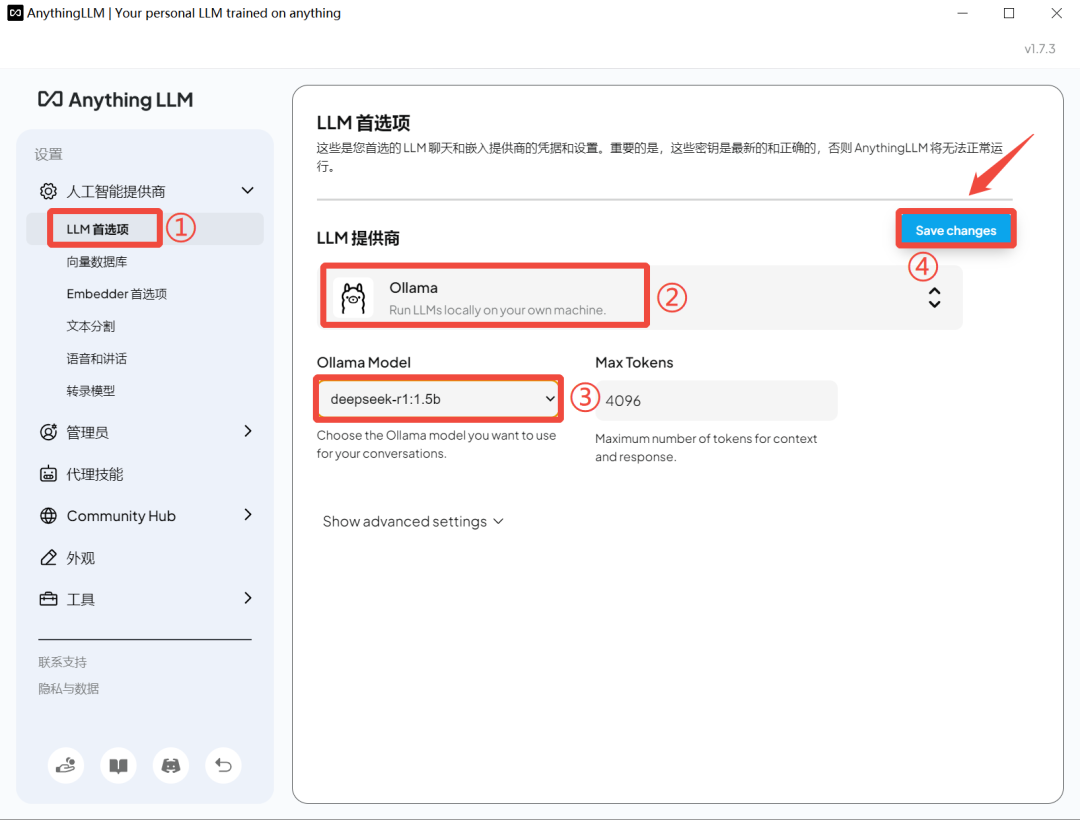 AnythingLLM | Your personal LLM trained on anything
v1.7.3
Anything LLM
设置
人工智能提供商
LLM 首选项
①
向量数据库
Embedder 首选项
文本分割
语音和讲话
转录模型
管理员
代理技能
Community Hub
外观
工具
联系支持
隐私与数据
LLM 首选项
这些是您首选的 LLM 聊天和嵌入提供商的凭据和设置。重要的是，这些密钥是最新的和正确的，否则 AnythingLLM 将无法正常运
行。
LLM 提供商
Save changes
④
Ollama
Run LLMs locally on your own machine.
②
Ollama Model
deepseek-r1:1.5b
③
Choose the Ollama model you want to use
for your conversations.
Max Tokens
4096
Maximum number of tokens for context
and response.
Show advanced settings